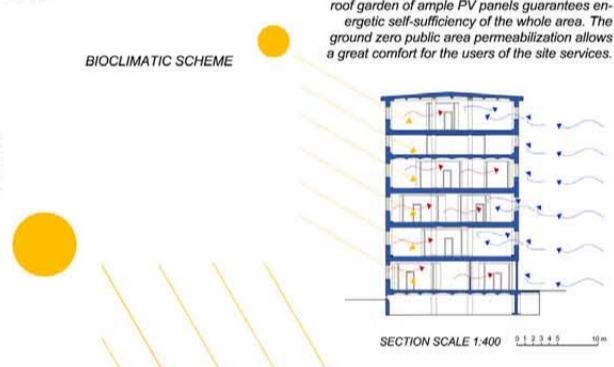 roof garden of ample PV panels guarantees en-
ergetic self-sufficiency of the whole area. The
ground zero public area permeabilization allows
a great comfort for the users of the site services.
BIOCLIMATIC SCHEME
SECTION SCALE 1:400
0 1 2 3 4 5 10 m